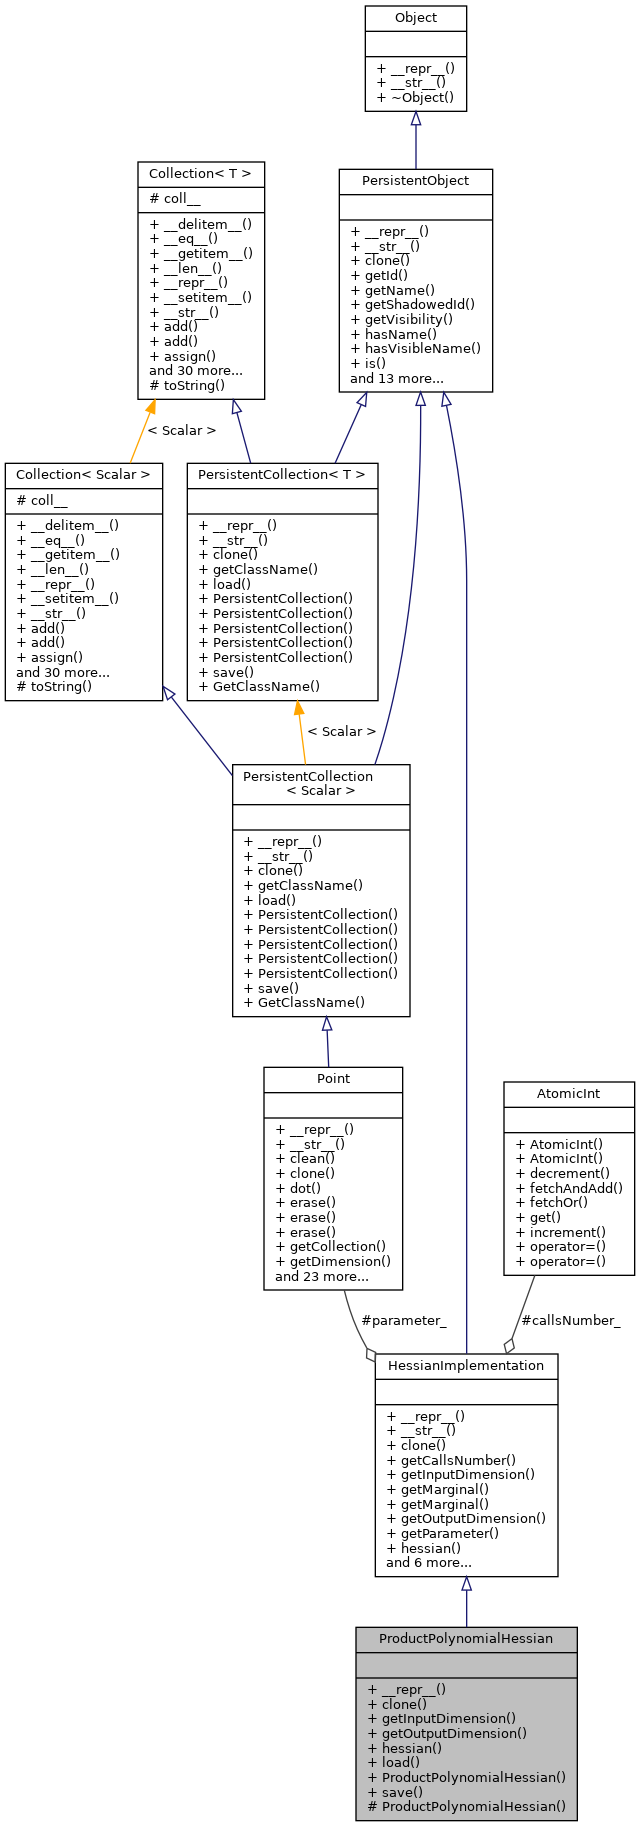 Object
+ __repr__()
+ __str__()
+ ~Object()
Collection< T >
# coll__
+ __delitem__()
+ __eq__()
+ __getitem__()
+ __len__()
+ __repr__()
+ __setitem__()
+ __str__()
+ add()
+ add()
+ assign()
and 30 more...
# toString()
PersistentObject
+ __repr__()
+ __str__()
+ clone()
+ getId()
+ getName()
+ getShadowedId()
+ getVisibility()
+ hasName()
+ hasVisibleName()
+ is()
and 13 more...
< Scalar >
Collection< Scalar >
# coll__
+ __delitem__()
+ __eq__()
+ __getitem__()
+ __len__()
+ __repr__()
+ __setitem__()
+ __str__()
+ add()
+ add()
+ assign()
and 30 more...
# toString()
PersistentCollection< T >
+ __repr__()
+ __str__()
+ clone()
+ getClassName()
+ load()
+ PersistentCollection()
+ PersistentCollection()
+ PersistentCollection()
+ PersistentCollection()
+ PersistentCollection()
+ save()
+ GetClassName()
< Scalar >
PersistentCollection
< Scalar >
+ __repr__()
+ __str__()
+ clone()
+ getClassName()
+ load()
+ PersistentCollection()
+ PersistentCollection()
+ PersistentCollection()
+ PersistentCollection()
+ PersistentCollection()
+ save()
+ GetClassName()
Point
+ __repr__()
+ __str__()
+ clean()
+ clone()
+ dot()
+ erase()
+ erase()
+ erase()
+ getCollection()
+ getDimension()
and 23 more...
AtomicInt
+ AtomicInt()
+ AtomicInt()
+ decrement()
+ fetchAndAdd()
+ fetchOr()
+ get()
+ increment()
+ operator=()
+ operator=()
#parameter_
#callsNumber_
HessianImplementation
+ __repr__()
+ __str__()
+ clone()
+ getCallsNumber()
+ getInputDimension()
+ getMarginal()
+ getMarginal()
+ getOutputDimension()
+ getParameter()
+ hessian()
and 6 more...
ProductPolynomialHessian
+ __repr__()
+ clone()
+ getInputDimension()
+ getOutputDimension()
+ hessian()
+ load()
+ ProductPolynomialHessian()
+ save()
# ProductPolynomialHessian()